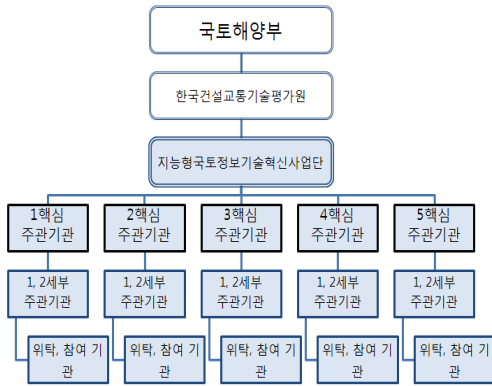 국토해양부
한국건설교통기술평가원
지능형국토정보기술혁신사업단
1핵심
주관기관
2핵심
주관기관
3핵심
주관기관
4핵심
주관기관
5핵심
주관기관
1, 2세부
주관기관
1, 2세부
주관기관
1, 2세부
주관기관
1, 2세부
주관기관
1, 2세부
주관기관
위탁, 참여 기
관
위탁, 참여 기
관
위탁, 참여 기
관
위탁, 참여 기
관
위탁, 참여 기
관